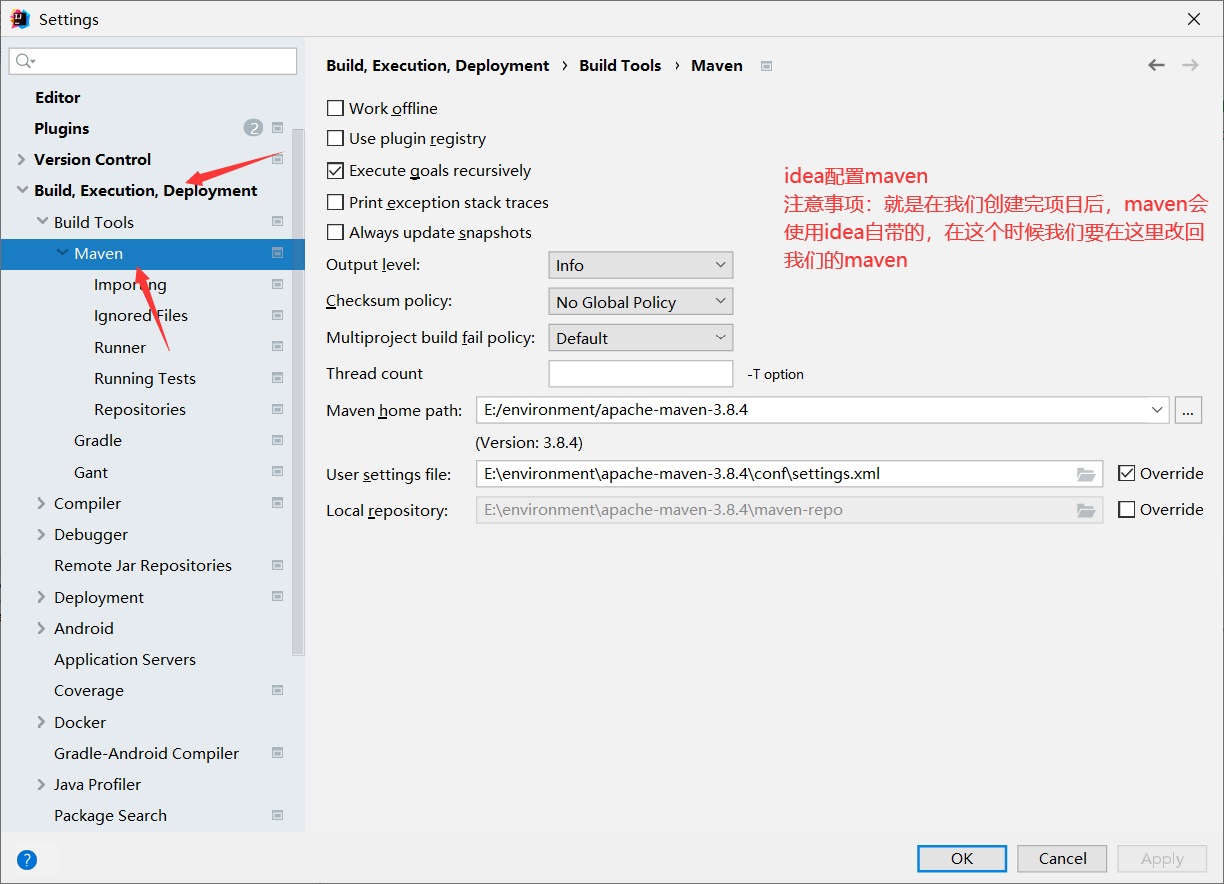 Settings
Editor
Plugins 2
Version Control
Build, Execution, Deployment
Build Tools
Maven
Importing
Ignored Files
Runner
Running Tests
Repositories
Gradle
Gant
Compiler
Debugger
Remote Jar Repositories
Deployment
Android
Application Servers
Coverage
Docker
Gradle-Android Compiler
Java Profiler
Package Search
Build, Execution, Deployment › Build Tools › Maven
Work offline
Use plugin registry
Execute goals recursively
Print exception stack traces
Always update snapshots
Output level: Info
Checksum policy: No Global Policy
Multiproject build fail policy: Default
Thread count -T option
Maven home path: E:/environment/apache-maven-3.8.4 ...
(Version: 3.8.4)
User settings file: E:\environment\apache-maven-3.8.4\conf\settings.xml Override
Local repository: E:\environment\apache-maven-3.8.4\maven-repo Override
idea配置maven
注意事项：就是在我们创建完项目后，maven会
使用idea自带的，在这个时候我们要在这里改回
我们的maven
? OK Cancel Apply